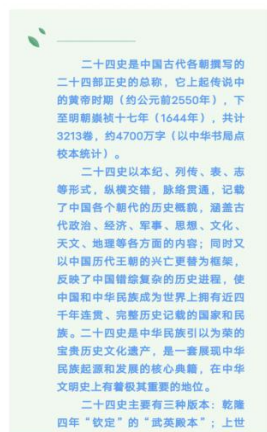 二十四史是中国古代各朝撰写的
二十四部正史的总称，它上起传说中
的黄帝时期（约公元前2550年），下
至明朝崇祯十七年（1644年），共计
3213卷，约4700万字（以中华书局点
校本统计）。
二十四史以本纪、列传、表、志
等形式，纵横交错，脉络贯通，记载
了中国各个朝代的历史概貌，涵盖古
代政治、经济、军事、思想、文化、
天文、地理等各方面的内容；同时又
以中国历代王朝的兴亡更替为框架，
反映了中国错综复杂的历史进程，使
中国和中华民族成为世界上拥有近四
千年连贯、完整历史记载的国家和民
族。二十四史是中华民族引以为荣的
宝贵历史文化遗产，是一套展现中华
民族起源和发展的核心典籍，在中华
文明史上有着极其重要的地位。
二十四史主要有三种版本：乾隆
四年“钦定”的“武英殿本”；上世